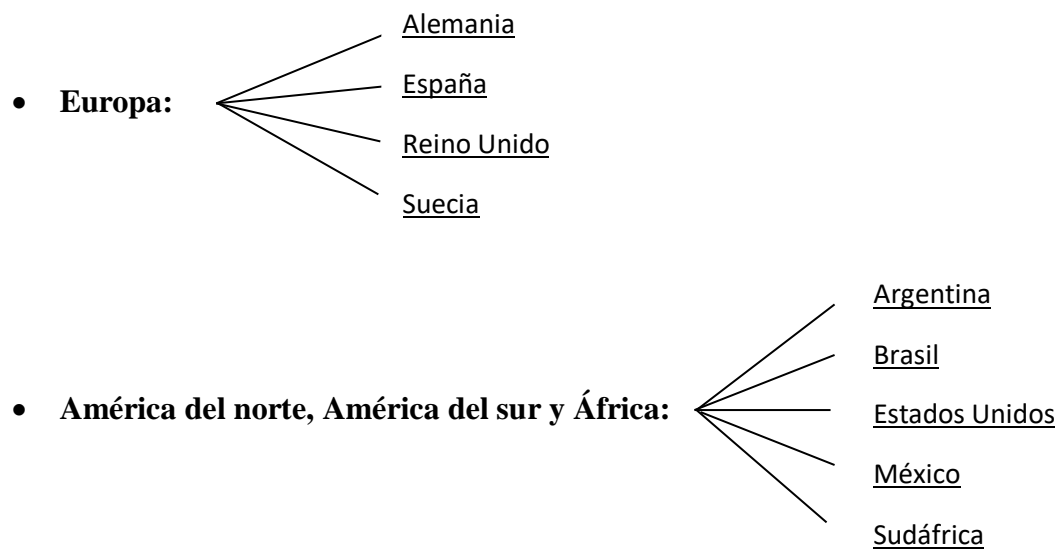 • Europa:
Alemania
España
Reino Unido
Suecia
• América del norte, América del sur y África:
Argentina
Brasil
Estados Unidos
México
Sudáfrica